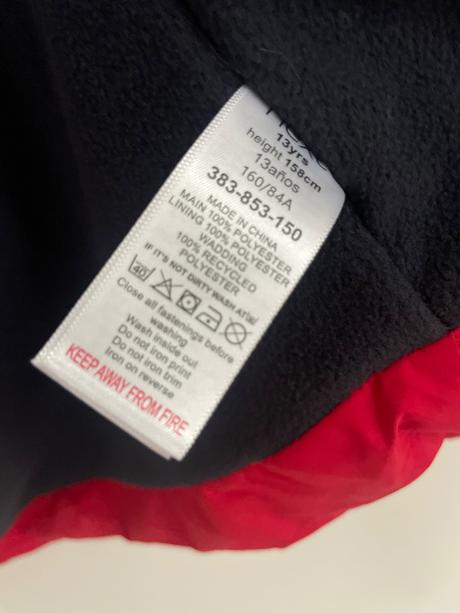 13yrs
height 158cm
13años
160/84A
383-853-150
MADE IN CHINA
MAIN 100% POLYESTER
LINING 100% POLYESTER
WADDING
100% RECYCLED
POLYESTER
IF IT'S NOT DIRTY WASH AT
40
Close all fastenings before
washing
Wash inside out
Do not iron print
Do not iron trim
Iron on reverse
KEEP AWAY FROM FIRE